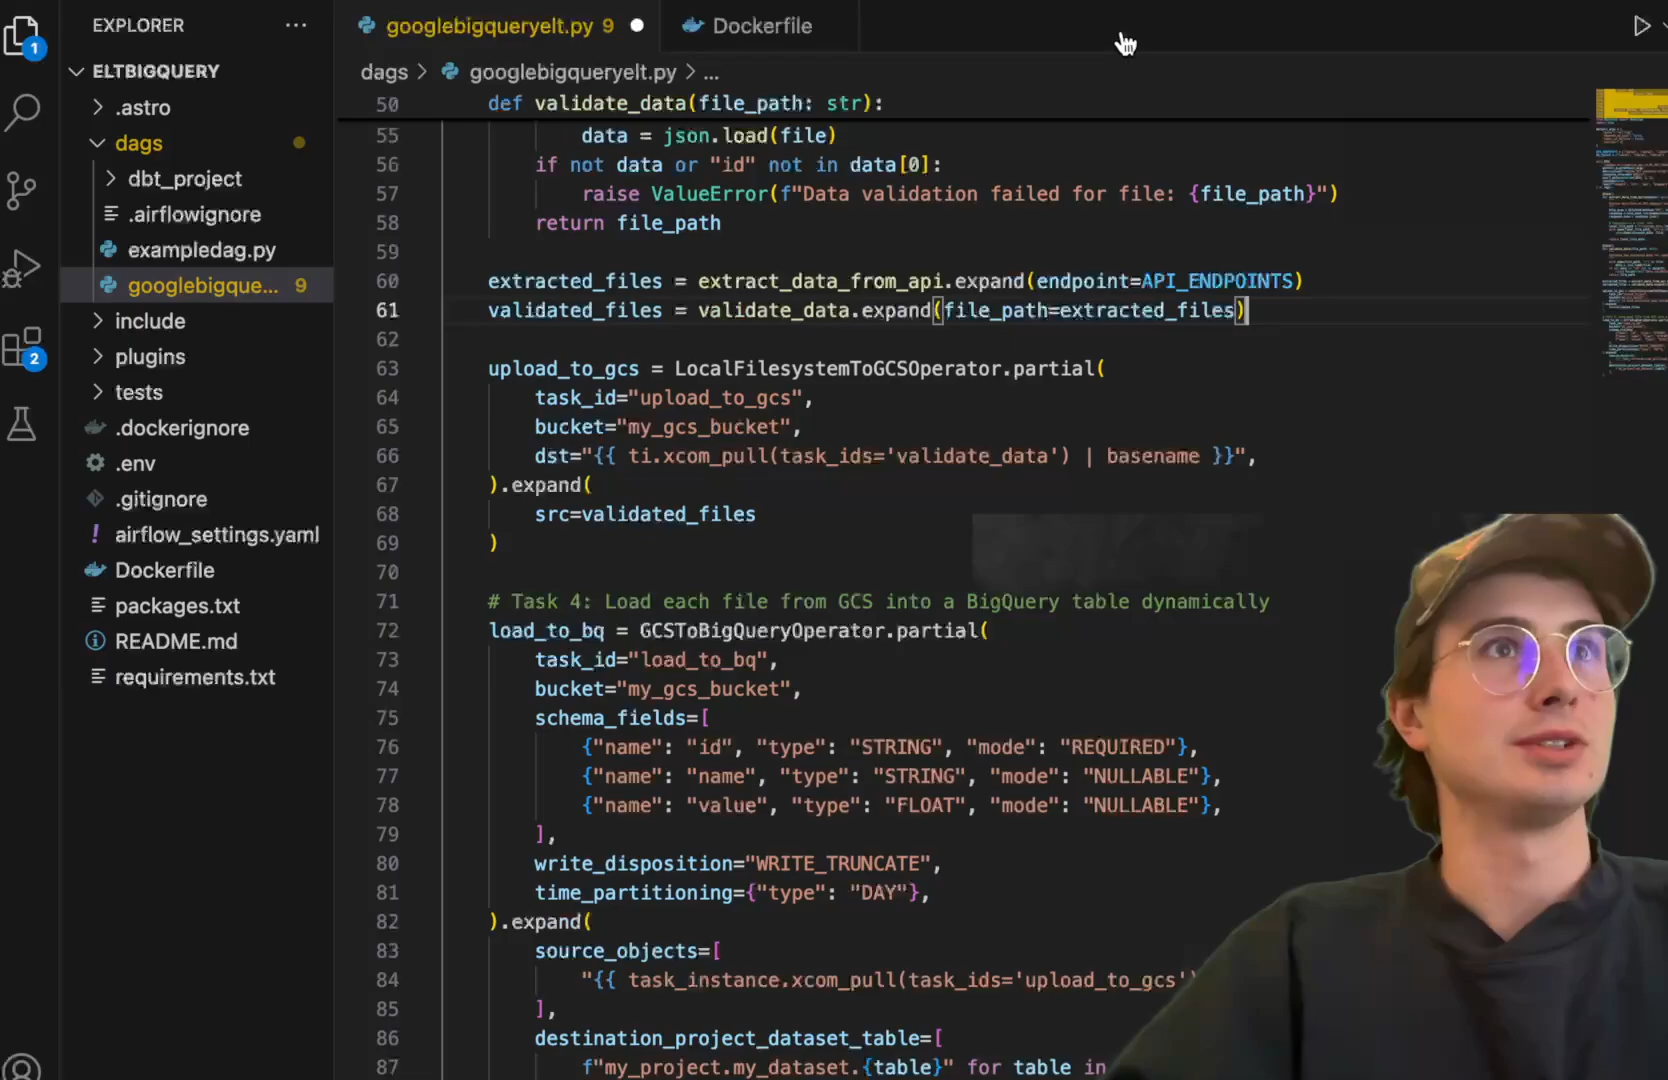 EXPLORER
googlebigqueryelt.py 9
Dockerfile
1
ELTBIGQUERY
dags > googlebigqueryelt.py > ...
.astro
dags
dbt_project
.airflowignore
exampledag.py
googlebigque... 9
include
plugins
2
tests
.dockerignore
.env
.gitignore
! airflow_settings.yaml
Dockerfile
packages.txt
README.md
requirements.txt
50 def validate_data(file_path: str):
55 data = json.load(file)
56 if not data or "id" not in data[0]:
57 raise ValueError(f"Data validation failed for file: {file_path}")
58 return file_path
59
60 extracted_files = extract_data_from_api.expand(endpoint=API_ENDPOINTS)
61 validated_files = validate_data.expand(file_path=extracted_files)
62
63 upload_to_gcs = LocalFilesystemToGCSOperator.partial(
64 task_id="upload_to_gcs",
65 bucket="my_gcs_bucket",
66 dst="{{ ti.xcom_pull(task_ids='validate_data') | basename }}",
67 ).expand(
68 src=validated_files
69 )
70
71 # Task 4: Load each file from GCS into a BigQuery table dynamically
72 load_to_bq = GCSToBigQueryOperator.partial(
73 task_id="load_to_bq",
74 bucket="my_gcs_bucket",
75 schema_fields=[
76 {"name": "id", "type": "STRING", "mode": "REQUIRED"},
77 {"name": "name", "type": "STRING", "mode": "NULLABLE"},
78 {"name": "value", "type": "FLOAT", "mode": "NULLABLE"},
79 ],
80 write_disposition="WRITE_TRUNCATE",
81 time_partitioning={"type": "DAY"},
82 ).expand(
83 source_objects=[
84 "{{ task_instance.xcom_pull(task_ids='upload_to_gcs')
85 ],
86 destination_project_dataset_table=[
87 f"my_project.my_dataset.{table}" for table in